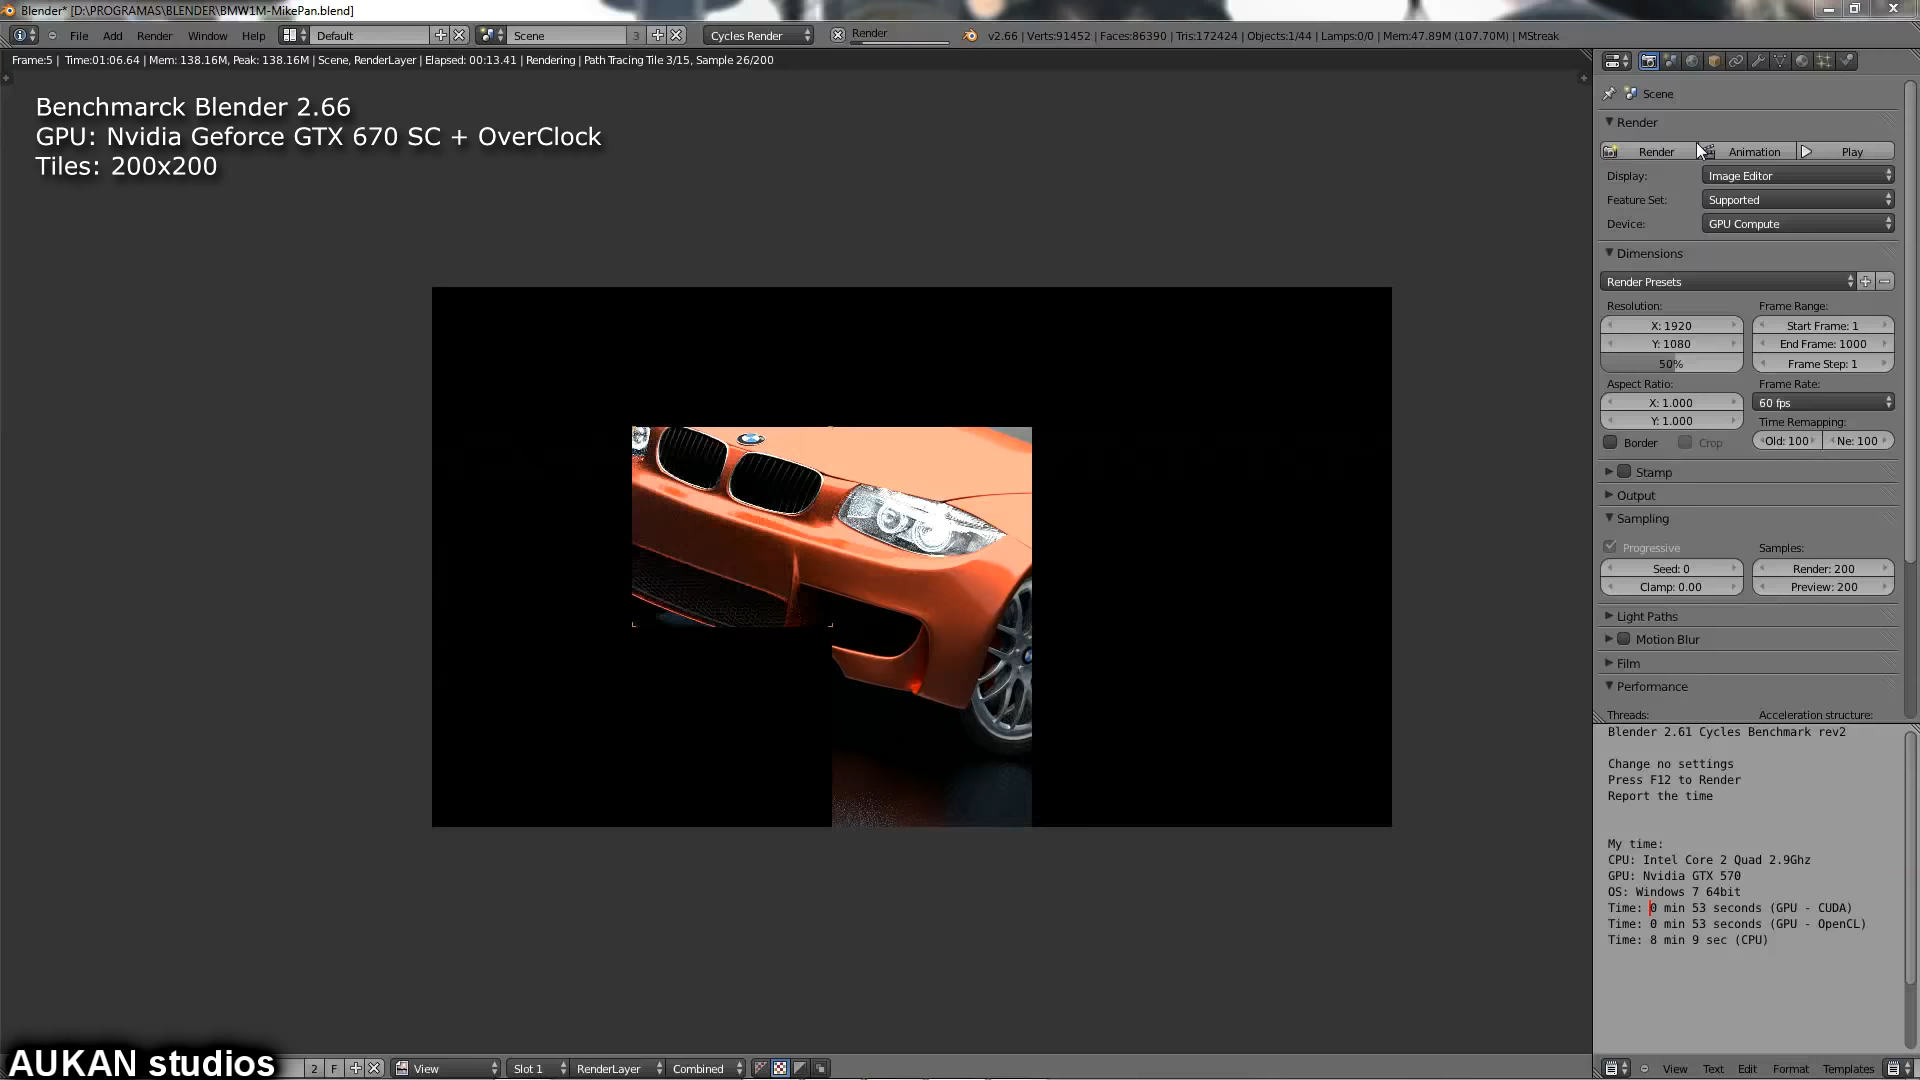 Blender* [D:\PROGRAMAS\BLENDER\BMW1M-MikePan.blend]
File Add Render Window Help Default Scene 3 Cycles Render Render v2.66 | Verts:91452 | Faces:86390 | Tris:172424 | Objects:1/44 | Lamps:0/0 | Mem:47.89M (107.70M) | MStreak
Frame:5 | Time:01:06.64 | Mem: 138.16M, Peak: 138.16M | Scene, RenderLayer | Elapsed: 00:13.41 | Rendering | Path Tracing Tile 3/15, Sample 26/200
Benchmarck Blender 2.66
GPU: Nvidia Geforce GTX 670 SC + OverClock
Tiles: 200x200
Scene
Render
Render Animation Play
Display: Image Editor
Feature Set: Supported
Device: GPU Compute
Dimensions
Render Presets
Resolution: Frame Range:
X: 1920 Start Frame: 1
Y: 1080 End Frame: 1000
50% Frame Step: 1
Aspect Ratio: Frame Rate:
X: 1.000 60 fps
Y: 1.000 Time Remapping:
Border Crop Old: 100 Ne: 100
Stamp
Output
Sampling
Progressive Samples:
Seed: 0 Render: 200
Clamp: 0.00 Preview: 200
Light Paths
Motion Blur
Film
Performance
Threads: Acceleration structure:
Blender 2.61 Cycles Benchmark rev2
Change no settings
Press F12 to Render
Report the time
My time:
CPU: Intel Core 2 Quad 2.9Ghz
GPU: Nvidia GTX 570
OS: Windows 7 64bit
Time: 0 min 53 seconds (GPU - CUDA)
Time: 0 min 53 seconds (GPU - OpenCL)
Time: 8 min 9 sec (CPU)
AUKAN studios
2 F View Slot 1 RenderLayer Combined
View Text Edit Format Templates